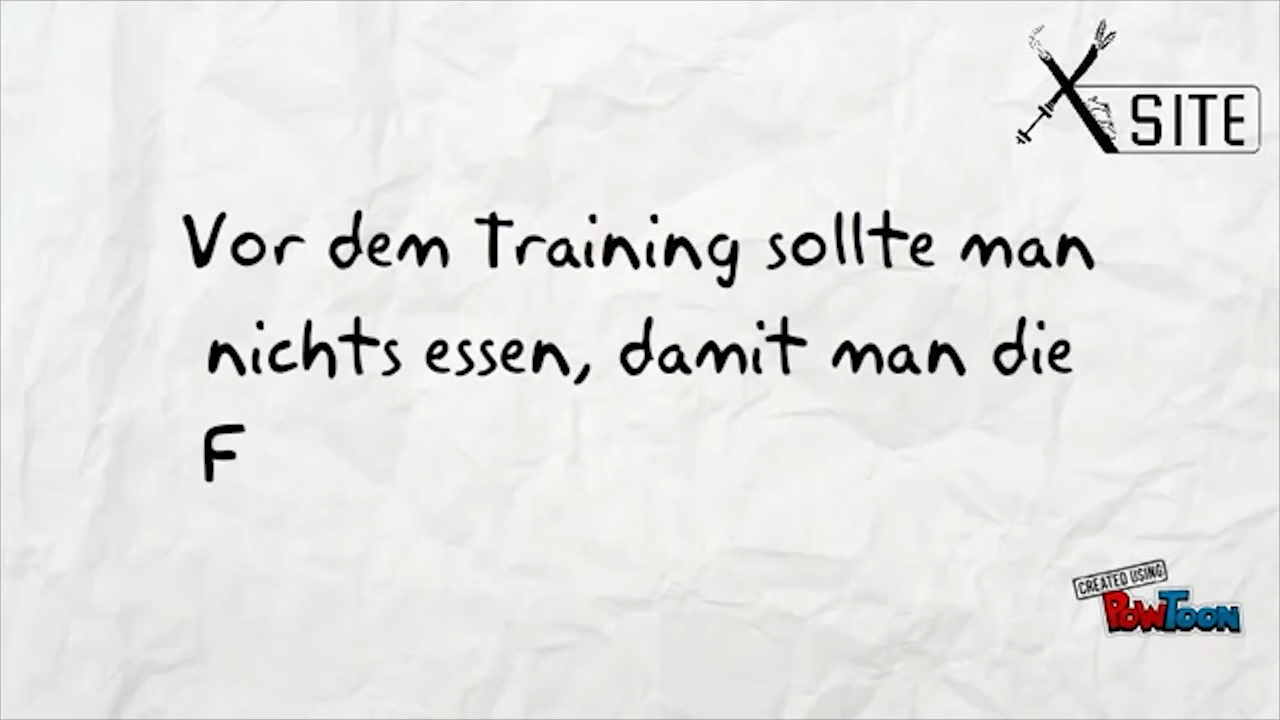 X SITE
Vor dem Training sollte man
nichts essen, damit man die
F
CREATED USING
POWTOON